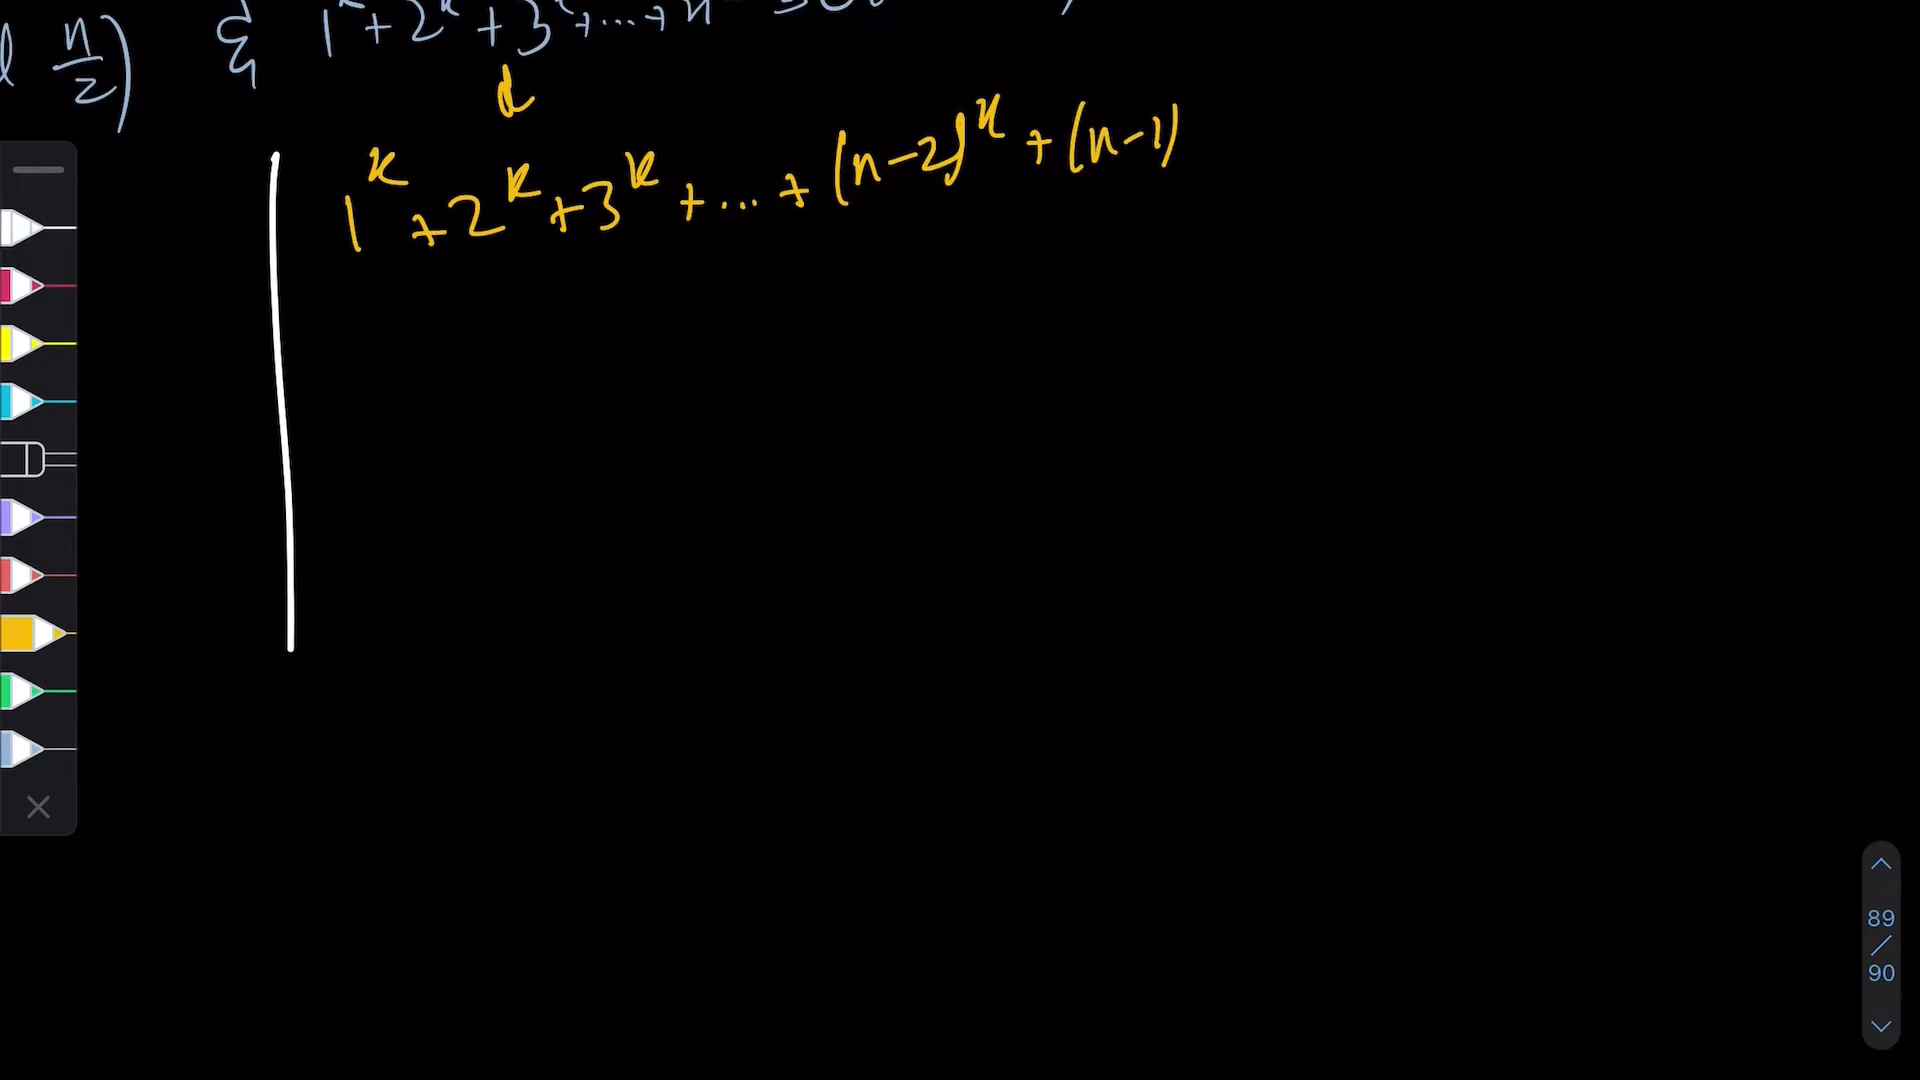 n/2) & 1^k + 2^k + 3^k + ... + n
d
1^k + 2^k + 3^k + ... + (n-2)^k + (n-1)
89
/
90